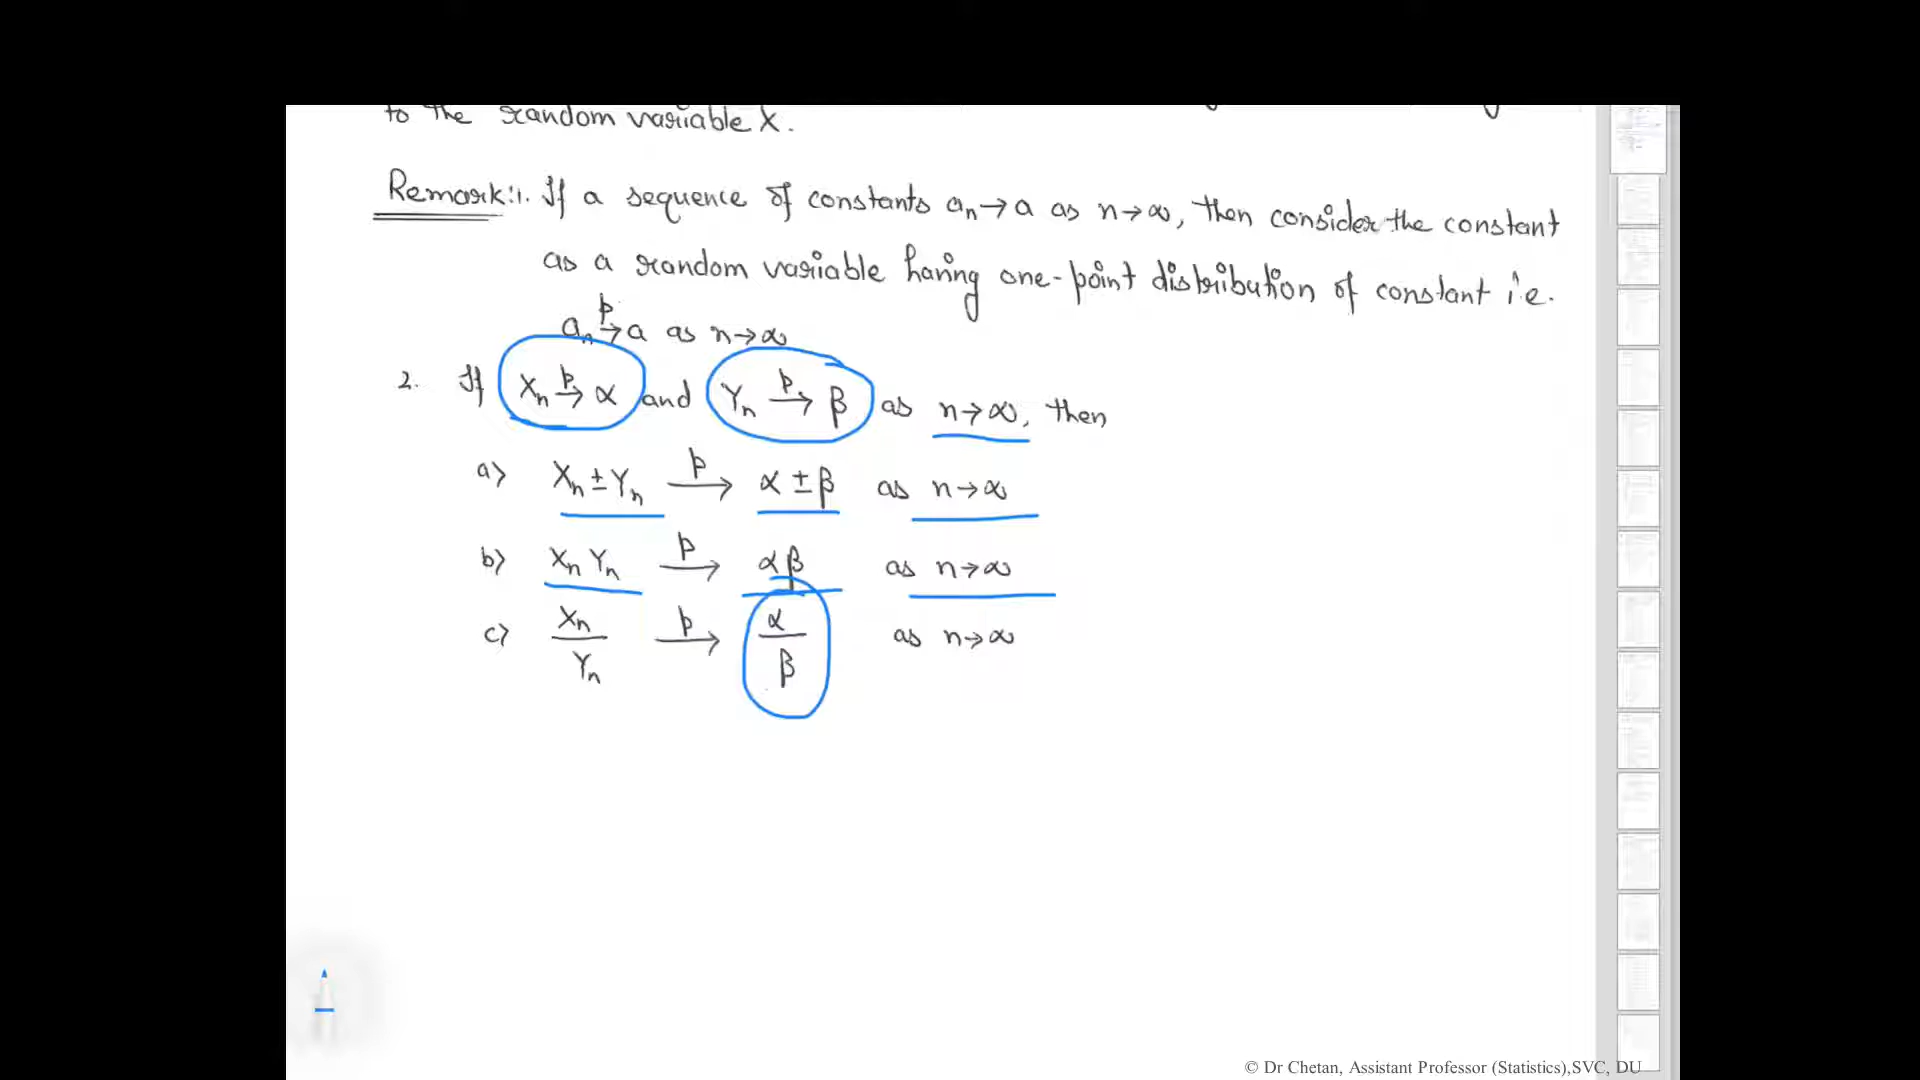 to the random variable X.
Remark:1. If a sequence of constants aₙ→a as n→∞, then consider the constant
as a random variable having one-point distribution of constant i.e.
aₙ →ᵖ a as n→∞
2. If Xₙ →ᵖ α and Yₙ →ᵖ β as n→∞, then
a) Xₙ ± Yₙ →ᵖ α ± β as n→∞
b) Xₙ Yₙ →ᵖ αβ as n→∞
c) Xₙ/Yₙ →ᵖ α/β as n→∞
© Dr Chetan, Assistant Professor (Statistics),SVC, DU